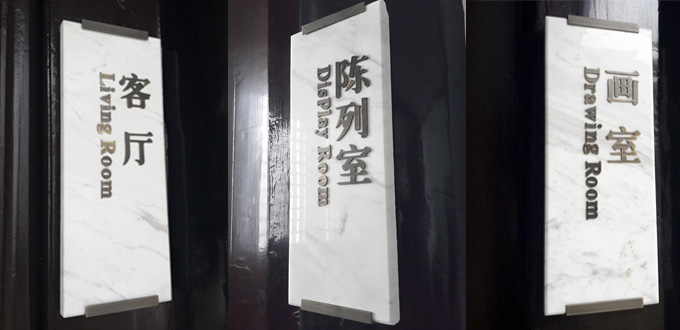 客厅
Living Room
陈列室
DisPlay Room
画室
Drawing Room